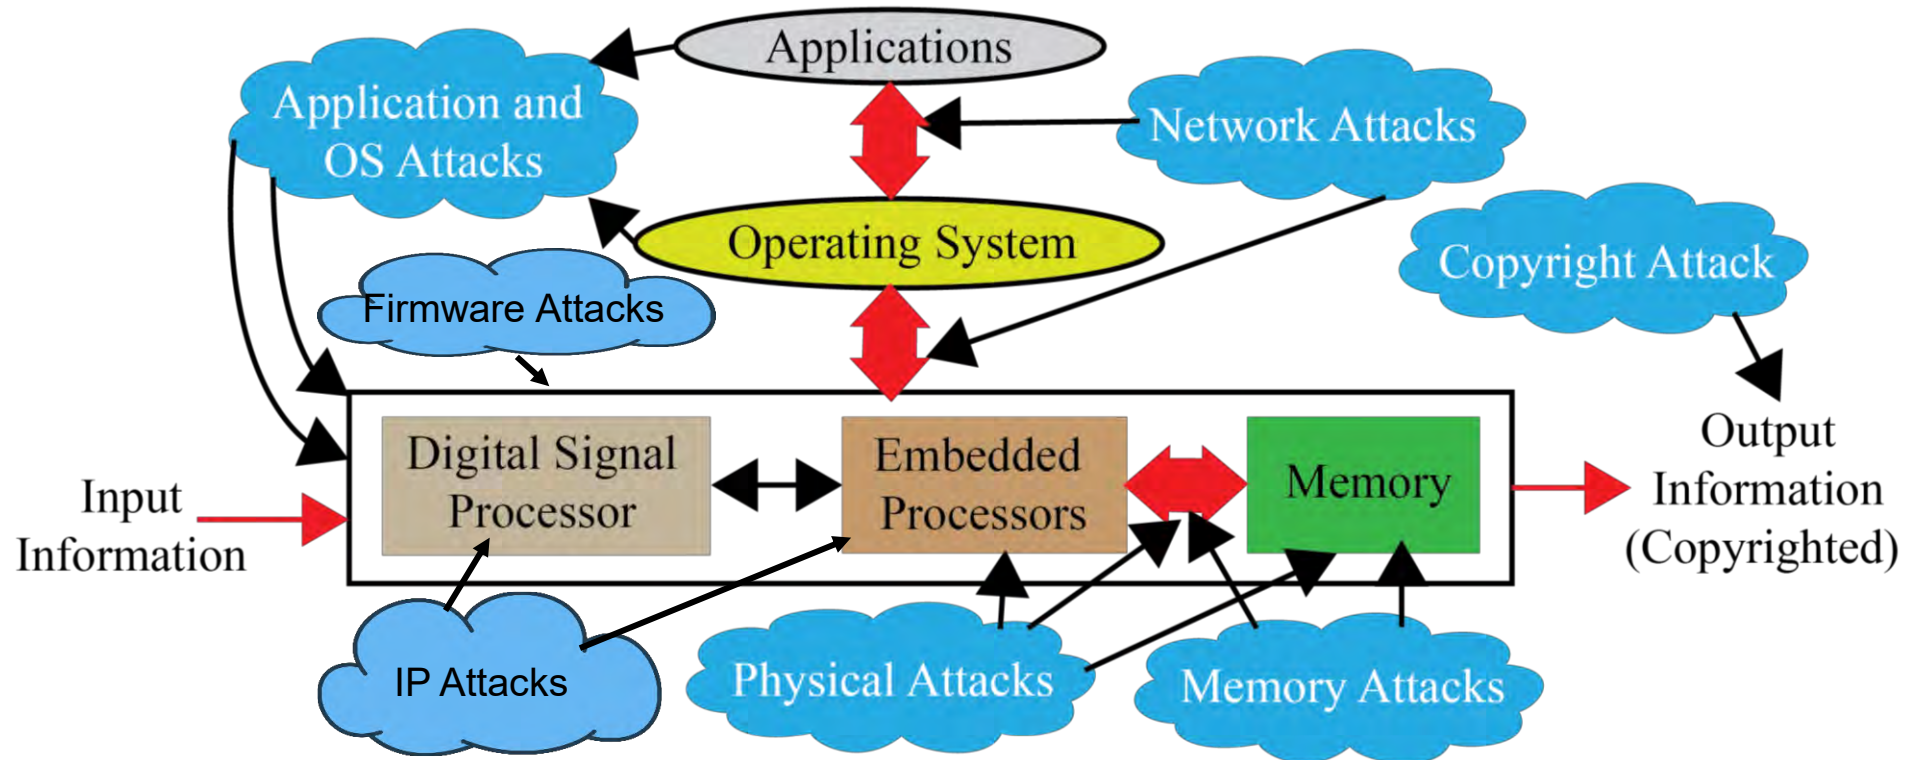 Applications
Application and
OS Attacks
Network Attacks
Operating System
Copyright Attack
Firmware Attacks
Digital Signal
Processor
Embedded
Processors
Memory
Input
Information
Output
Information
(Copyrighted)
IP Attacks
Physical Attacks
Memory Attacks